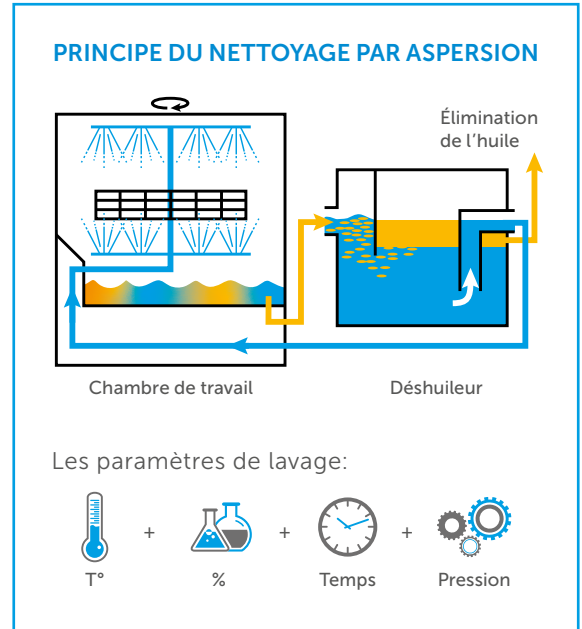 PRINCIPE DU NETTOYAGE PAR ASPERSION
Élimination
de l’huile
Chambre de travail
Déshuileur
Les paramètres de lavage:
+ + +
T° % Temps Pression